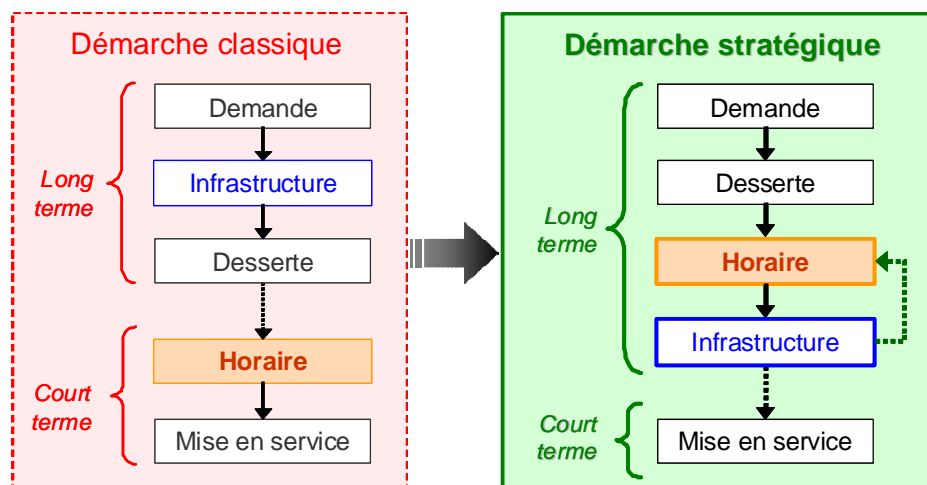 Démarche classique
Demande
Infrastructure
Long
terme
Desserte
Horaire
Court
terme
Mise en service
Démarche stratégique
Demande
Desserte
Long
terme
Horaire
Infrastructure
Court
terme
Mise en service